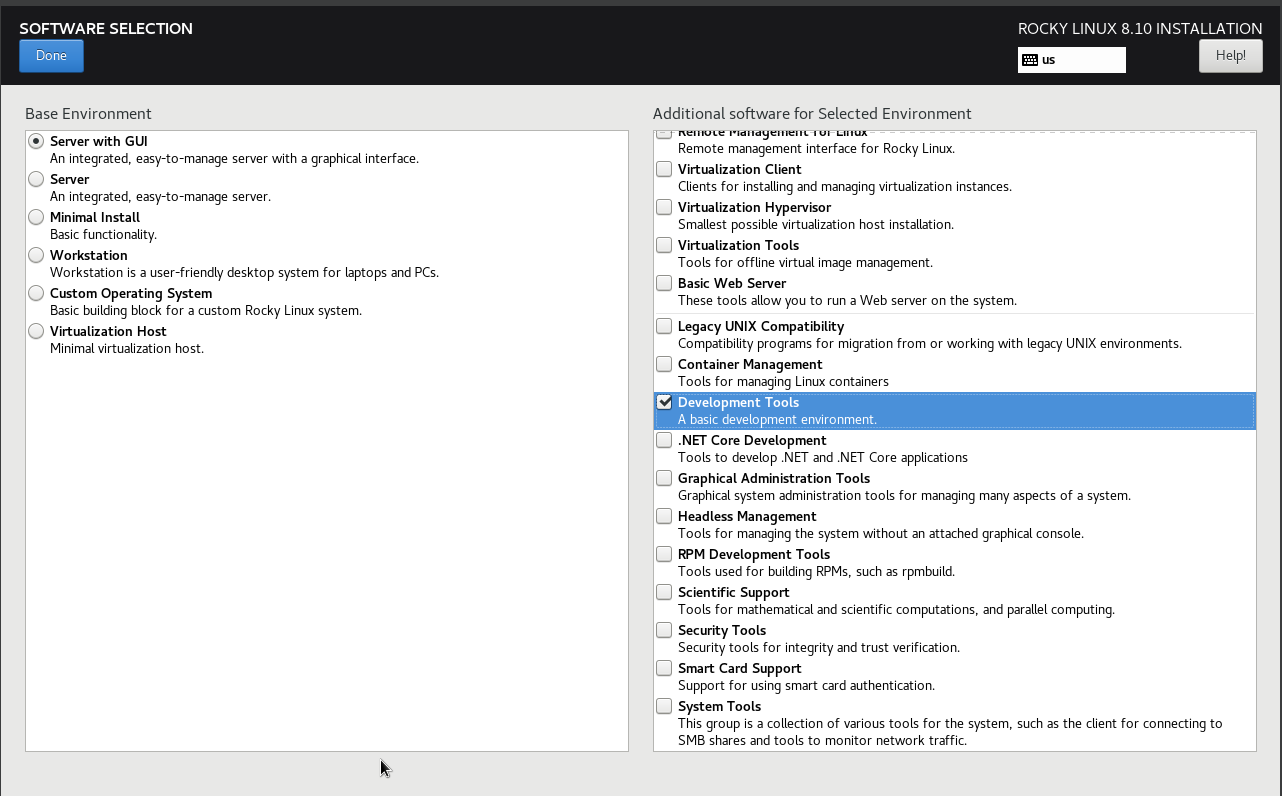 SOFTWARE SELECTION
ROCKY LINUX 8.10 INSTALLATION
Done
us
Help!
Base Environment
Server with GUI
An integrated, easy-to-manage server with a graphical interface.
Server
An integrated, easy-to-manage server.
Minimal Install
Basic functionality.
Workstation
Workstation is a user-friendly desktop system for laptops and PCs.
Custom Operating System
Basic building block for a custom Rocky Linux system.
Virtualization Host
Minimal virtualization host.
Additional software for Selected Environment
Remote Management for Linux
Remote management interface for Rocky Linux.
Virtualization Client
Clients for installing and managing virtualization instances.
Virtualization Hypervisor
Smallest possible virtualization host installation.
Virtualization Tools
Tools for offline virtual image management.
Basic Web Server
These tools allow you to run a Web server on the system.
Legacy UNIX Compatibility
Compatibility programs for migration from or working with legacy UNIX environments.
Container Management
Tools for managing Linux containers
Development Tools
A basic development environment.
.NET Core Development
Tools to develop .NET and .NET Core applications
Graphical Administration Tools
Graphical system administration tools for managing many aspects of a system.
Headless Management
Tools for managing the system without an attached graphical console.
RPM Development Tools
Tools used for building RPMs, such as rpmbuild.
Scientific Support
Tools for mathematical and scientific computations, and parallel computing.
Security Tools
Security tools for integrity and trust verification.
Smart Card Support
Support for using smart card authentication.
System Tools
This group is a collection of various tools for the system, such as the client for connecting to
SMB shares and tools to monitor network traffic.